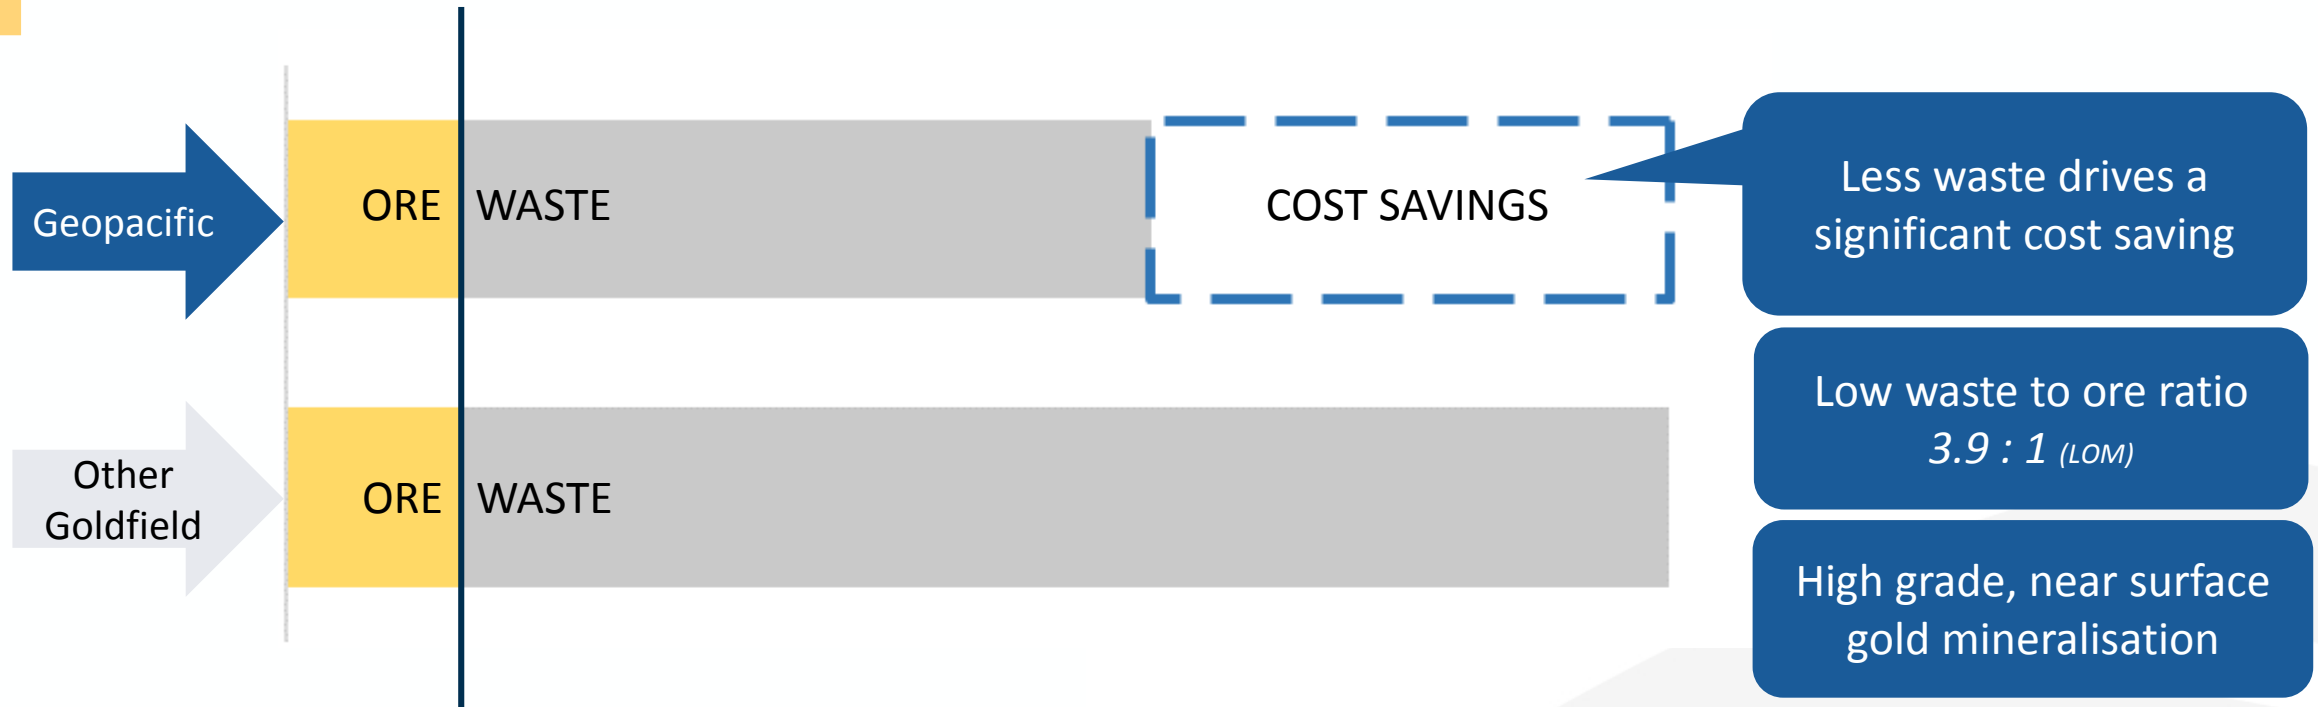 Geopacific
ORE
WASTE
COST SAVINGS
Less waste drives a
significant cost saving
Low waste to ore ratio
3.9 : 1 (LOM)
Other
Goldfield
ORE
WASTE
High grade, near surface
gold mineralisation